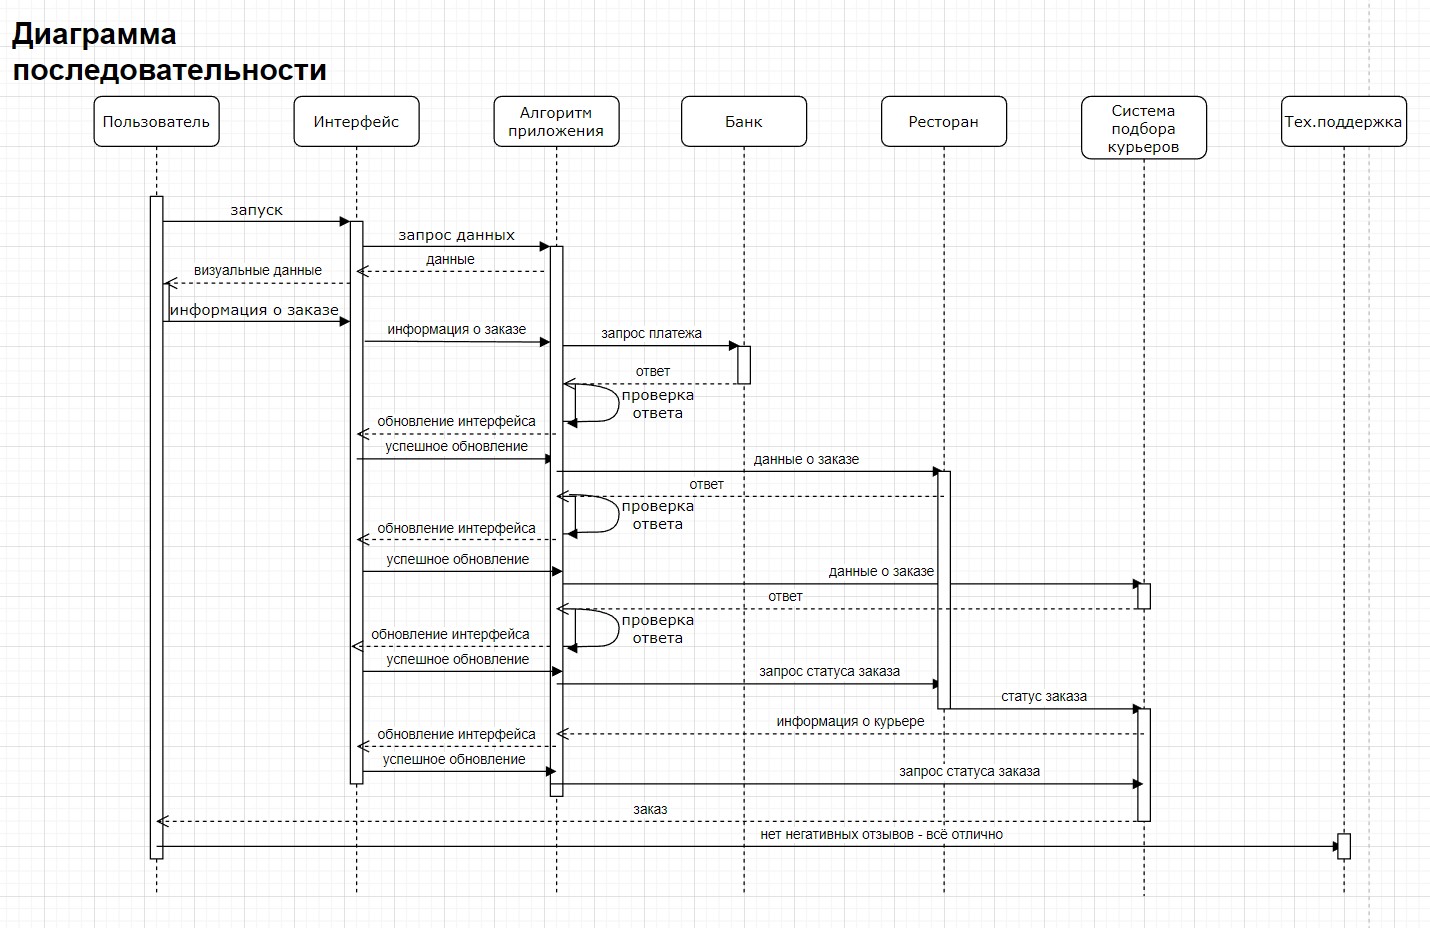 Диаграмма
последовательности
Пользователь
Интерфейс
Алгоритм
приложения
Банк
Ресторан
Система
подбора
курьеров
Тех.поддержка
запуск
запрос данных
данные
визуальные данные
информация о заказе
информация о заказе
запрос платежа
ответ
проверка
ответа
обновление интерфейса
успешное обновление
данные о заказе
ответ
проверка
ответа
обновление интерфейса
успешное обновление
данные о заказе
ответ
проверка
ответа
обновление интерфейса
успешное обновление
запрос статуса заказа
статус заказа
информация о курьере
обновление интерфейса
успешное обновление
запрос статуса заказа
заказ
нет негативных отзывов - всё отлично